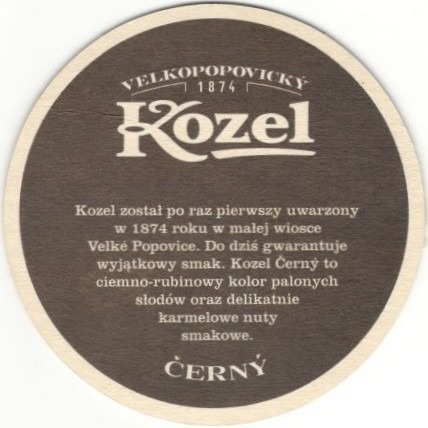 VELKOPOPOVICKÝ
1874
Kozel
Kozel został po raz pierwszy uwarzony
w 1874 roku w małej wiosce
Velké Popovice. Do dziś gwarantuje
wyjątkowy smak. Kozel Černý to
ciemno-rubinowy kolor palonych
słodów oraz delikatnie
karmelowe nuty
smakowe.
ČERNÝ